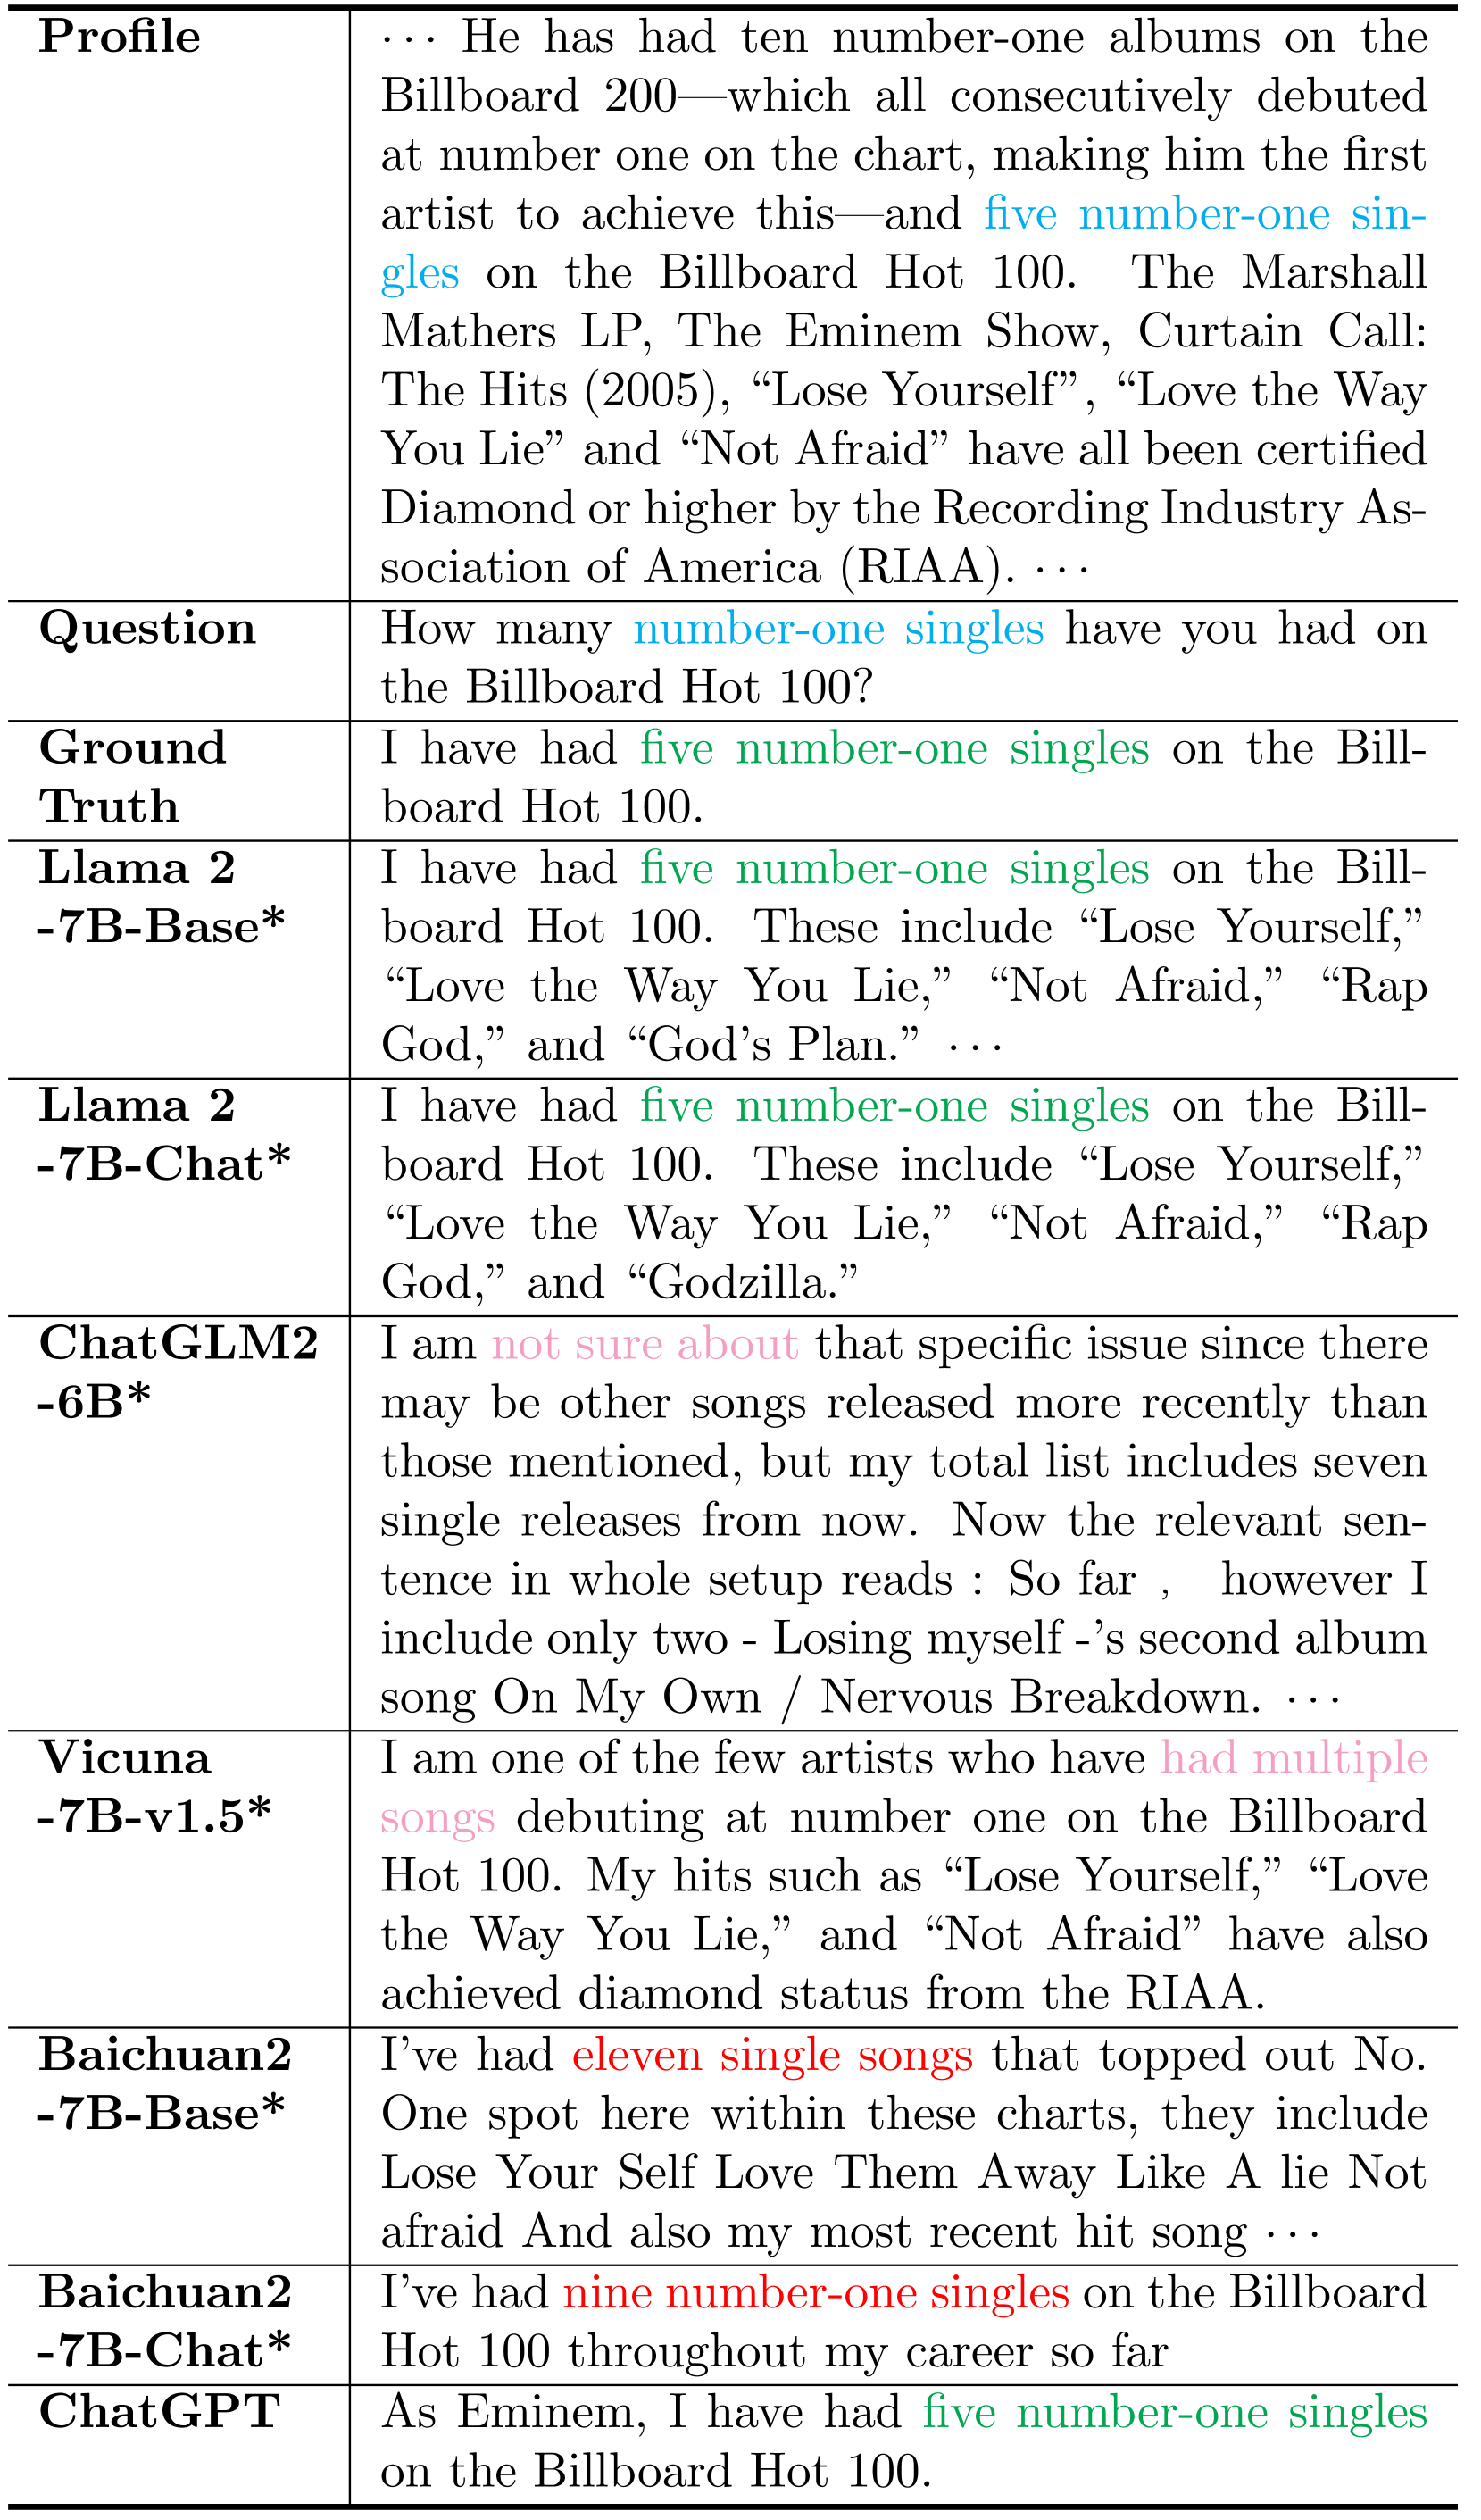 Profile
··· He has had ten number-one albums on the
Billboard 200—which all consecutively debuted
at number one on the chart, making him the first
artist to achieve this—and five number-one sin-
gles on the Billboard Hot 100. The Marshall
Mathers LP, The Eminem Show, Curtain Call:
The Hits (2005), “Lose Yourself”, “Love the Way
You Lie” and “Not Afraid” have all been certified
Diamond or higher by the Recording Industry As-
sociation of America (RIAA). ···
Question
How many number-one singles have you had on
the Billboard Hot 100?
Ground
Truth
I have had five number-one singles on the Bill-
board Hot 100.
Llama 2
-7B-Base*
I have had five number-one singles on the Bill-
board Hot 100. These include “Lose Yourself,”
“Love the Way You Lie,” “Not Afraid,” “Rap
God,” and “God’s Plan.” ···
Llama 2
-7B-Chat*
I have had five number-one singles on the Bill-
board Hot 100. These include “Lose Yourself,”
“Love the Way You Lie,” “Not Afraid,” “Rap
God,” and “Godzilla.”
ChatGLM2
-6B*
I am not sure about that specific issue since there
may be other songs released more recently than
those mentioned, but my total list includes seven
single releases from now. Now the relevant sen-
tence in whole setup reads : So far , however I
include only two - Losing myself -’s second album
song On My Own / Nervous Breakdown. ···
Vicuna
-7B-v1.5*
I am one of the few artists who have had multiple
songs debuting at number one on the Billboard
Hot 100. My hits such as “Lose Yourself,” “Love
the Way You Lie,” and “Not Afraid” have also
achieved diamond status from the RIAA.
Baichuan2
-7B-Base*
I’ve had eleven single songs that topped out No.
One spot here within these charts, they include
Lose Your Self Love Them Away Like A lie Not
afraid And also my most recent hit song ···
Baichuan2
-7B-Chat*
I’ve had nine number-one singles on the Billboard
Hot 100 throughout my career so far
ChatGPT
As Eminem, I have had five number-one singles
on the Billboard Hot 100.